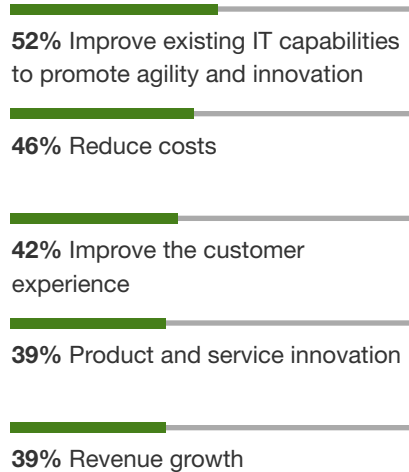 52% Improve existing IT capabilities
to promote agility and innovation
46% Reduce costs
42% Improve the customer
experience
39% Product and service innovation
39% Revenue growth